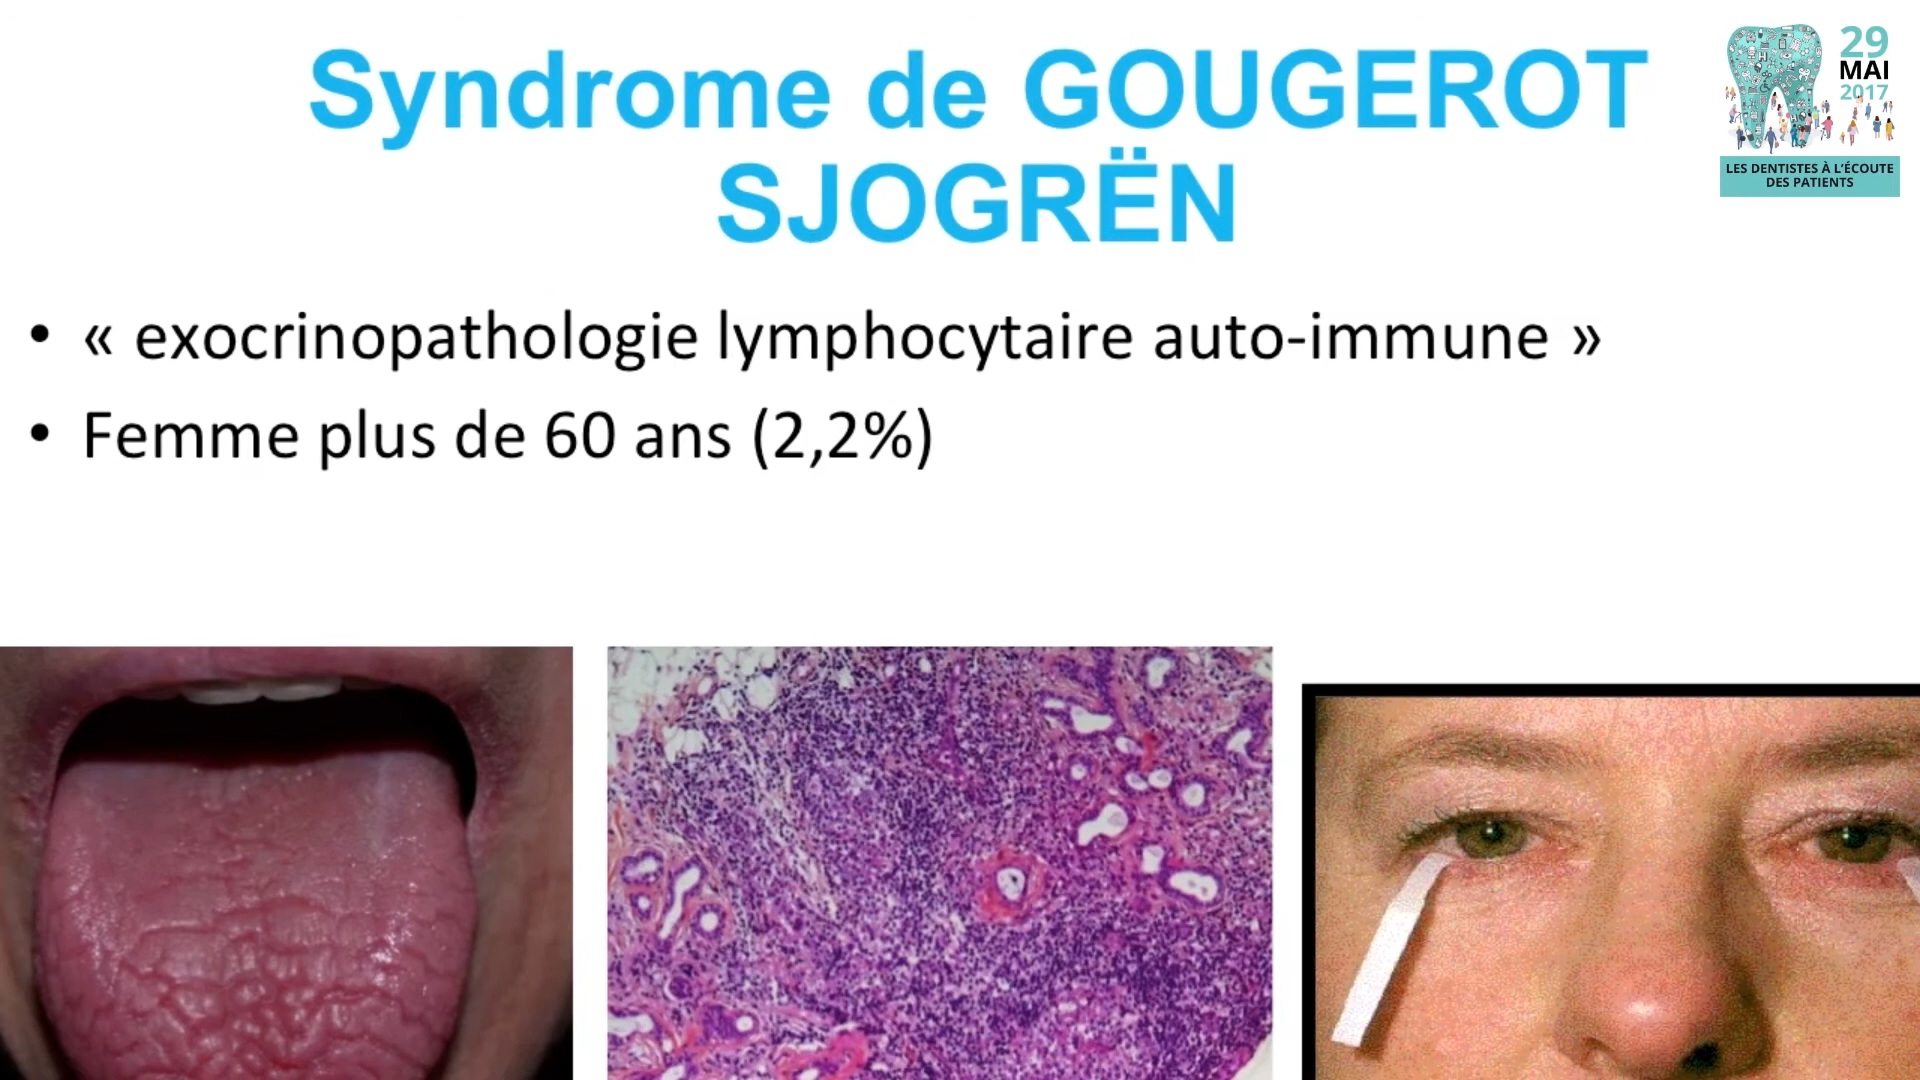 Syndrome de GOUGEROT
SJOGRËN
• « exocrinopathologie lymphocytaire auto-immune »
• Femme plus de 60 ans (2,2%)
29
MAI
2017
LES DENTISTES À L'ÉCOUTE
DES PATIENTS